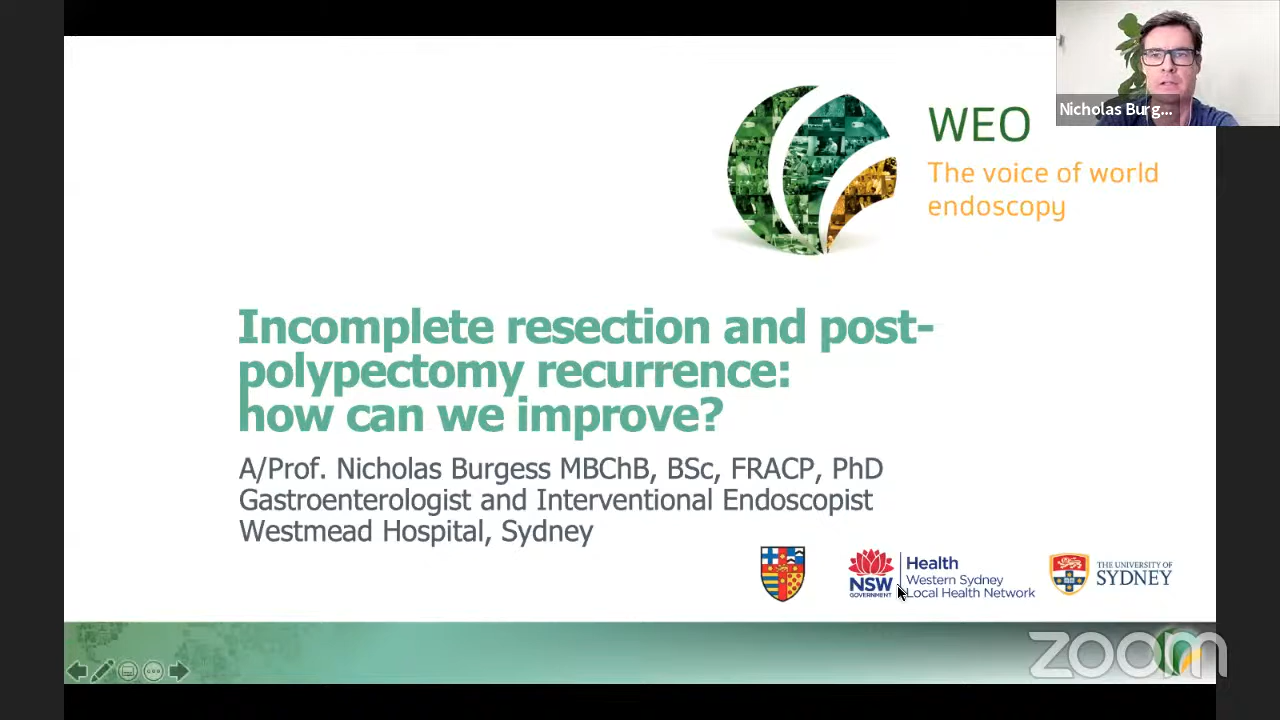 WEO
The voice of world
endoscopy
Nicholas Burg...
Incomplete resection and post-
polypectomy recurrence:
how can we improve?
A/Prof. Nicholas Burgess MBChB, BSc, FRACP, PhD
Gastroenterologist and Interventional Endoscopist
Westmead Hospital, Sydney
NSW
GOVERNMENT
Health
Western Sydney
Local Health Network
THE UNIVERSITY OF
SYDNEY
zoom